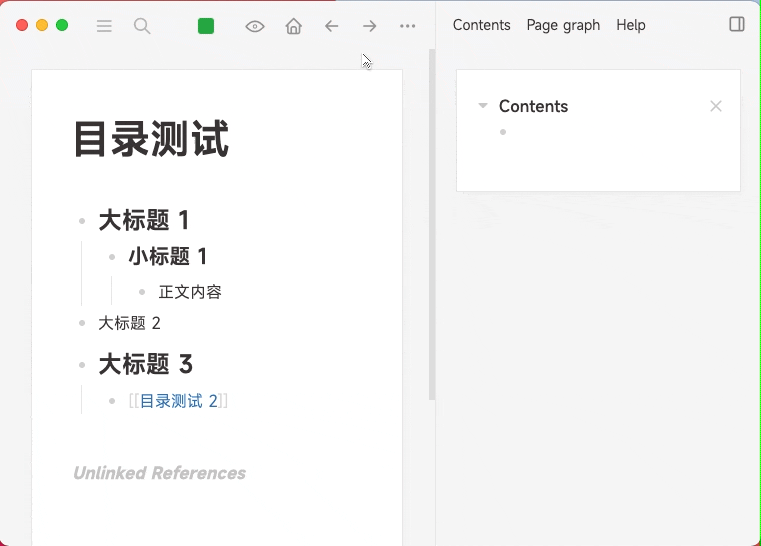 Contents Page graph Help
目录测试
大标题 1
小标题 1
正文内容
大标题 2
大标题 3
[[目录测试 2]]
Unlinked References
Contents